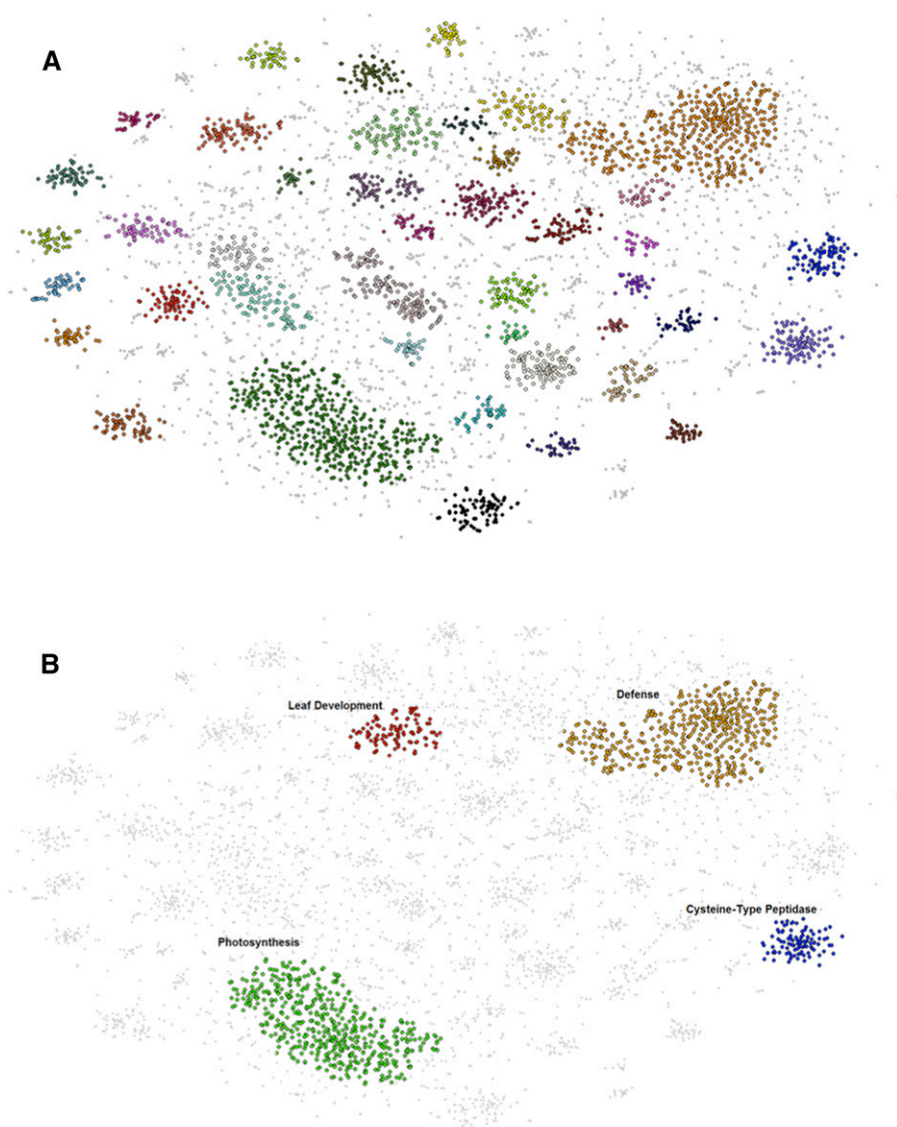 A
B
Leaf Development
Defense
Cysteine-Type Peptidase
Photosynthesis